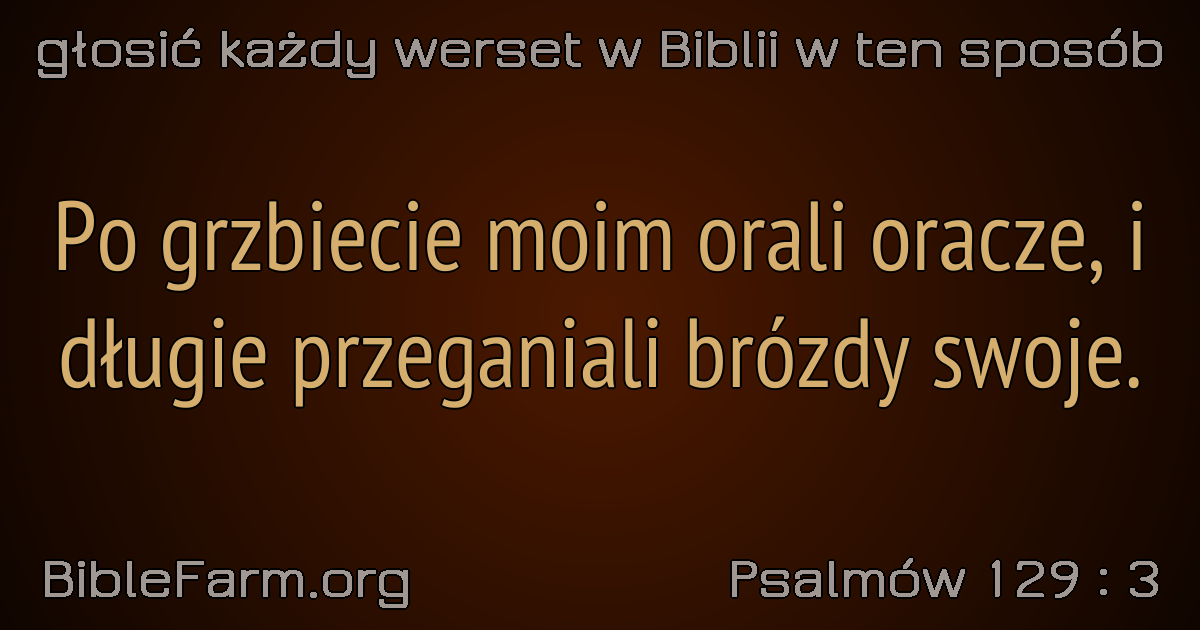 głosić każdy werset w Biblii w ten sposób
Po grzbiecie moim orali oracze, i
długie przeganiali brózdy swoje.
BibleFarm.org
Psalmów 129 : 3